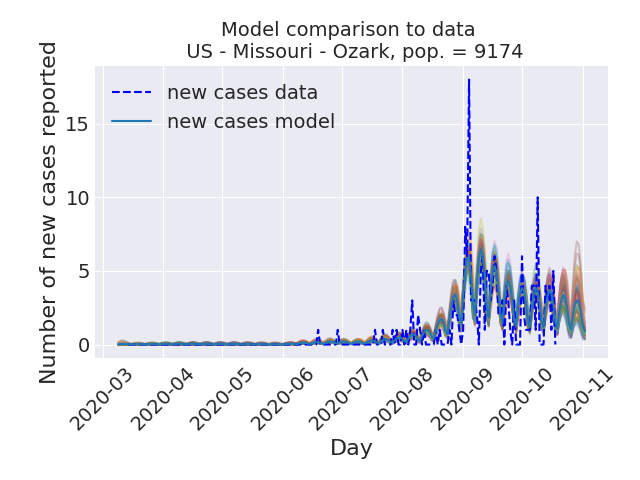 Model comparison to data
US - Missouri - Ozark, pop. = 9174
new cases data
new cases model
Number of new cases reported
15
10
5
0
2020-03
2020-04
2020-05
2020-06
2020-07
2020-08
2020-09
2020-10
2020-11
Day